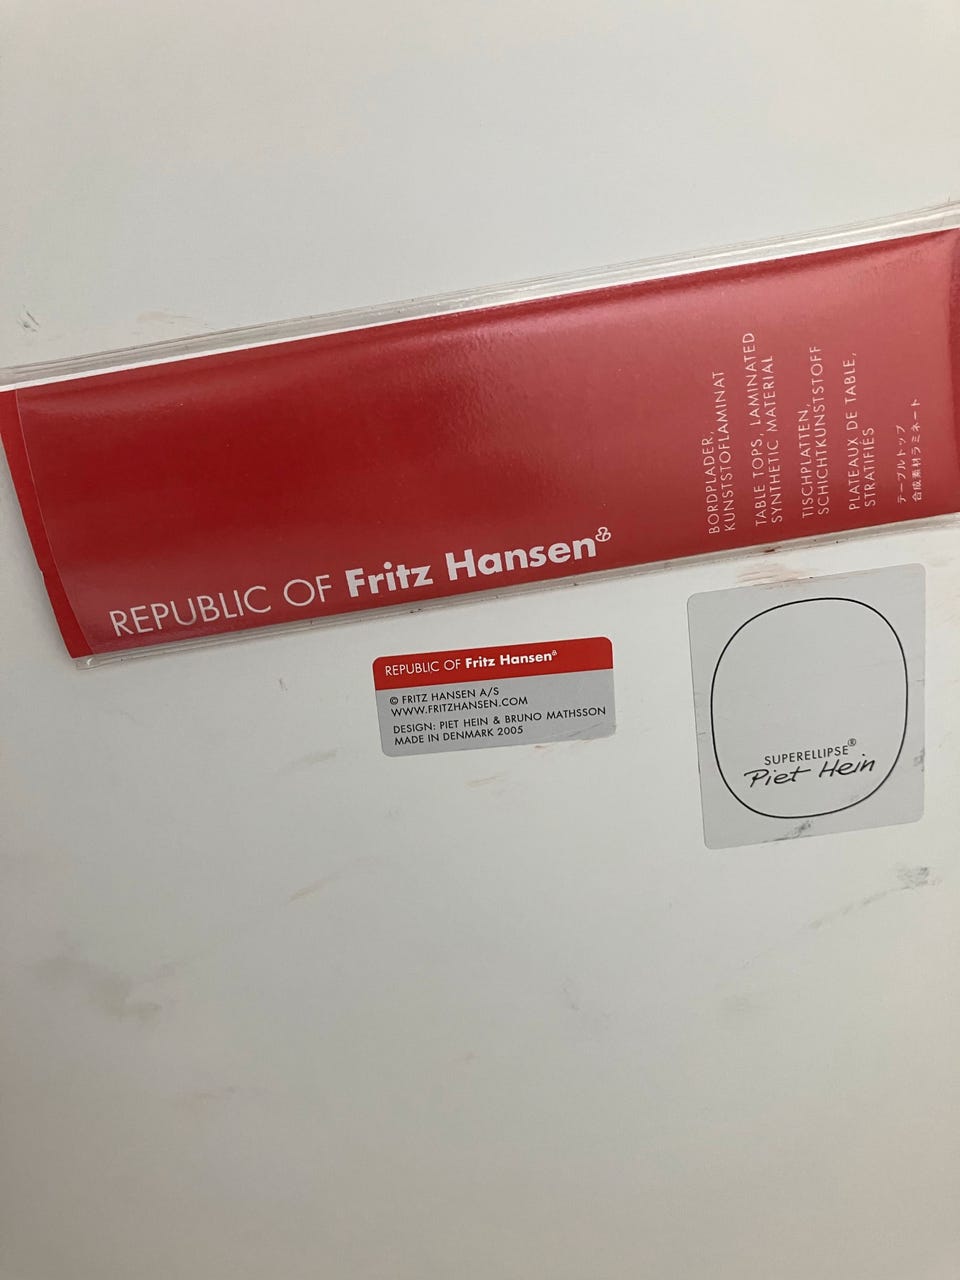 REPUBLIC OF Fritz Hansen
BORDPLADER,
KUNSTSTOFLAMINAT
TABLE TOPS, LAMINATED
SYNTHETIC MATERIAL
TISCHPLATTEN,
SCHICHTKUNSTSTOFF
PLATEAUX DE TABLE,
STRATIFIÉS
テーブルトップ
合成素材ラミネート
REPUBLIC OF Fritz Hansen
© FRITZ HANSEN A/S
WWW.FRITZHANSEN.COM
DESIGN: PIET HEIN & BRUNO MATHSSON
MADE IN DENMARK 2005
SUPERELLIPSE®
Piet Hein